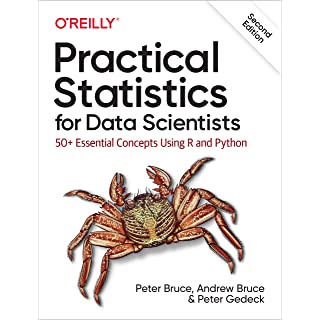 O'REILLY®
Second
Edition
Practical
Statistics
for Data Scientists
50+ Essential Concepts Using R and Python
Peter Bruce, Andrew Bruce
& Peter Gedeck